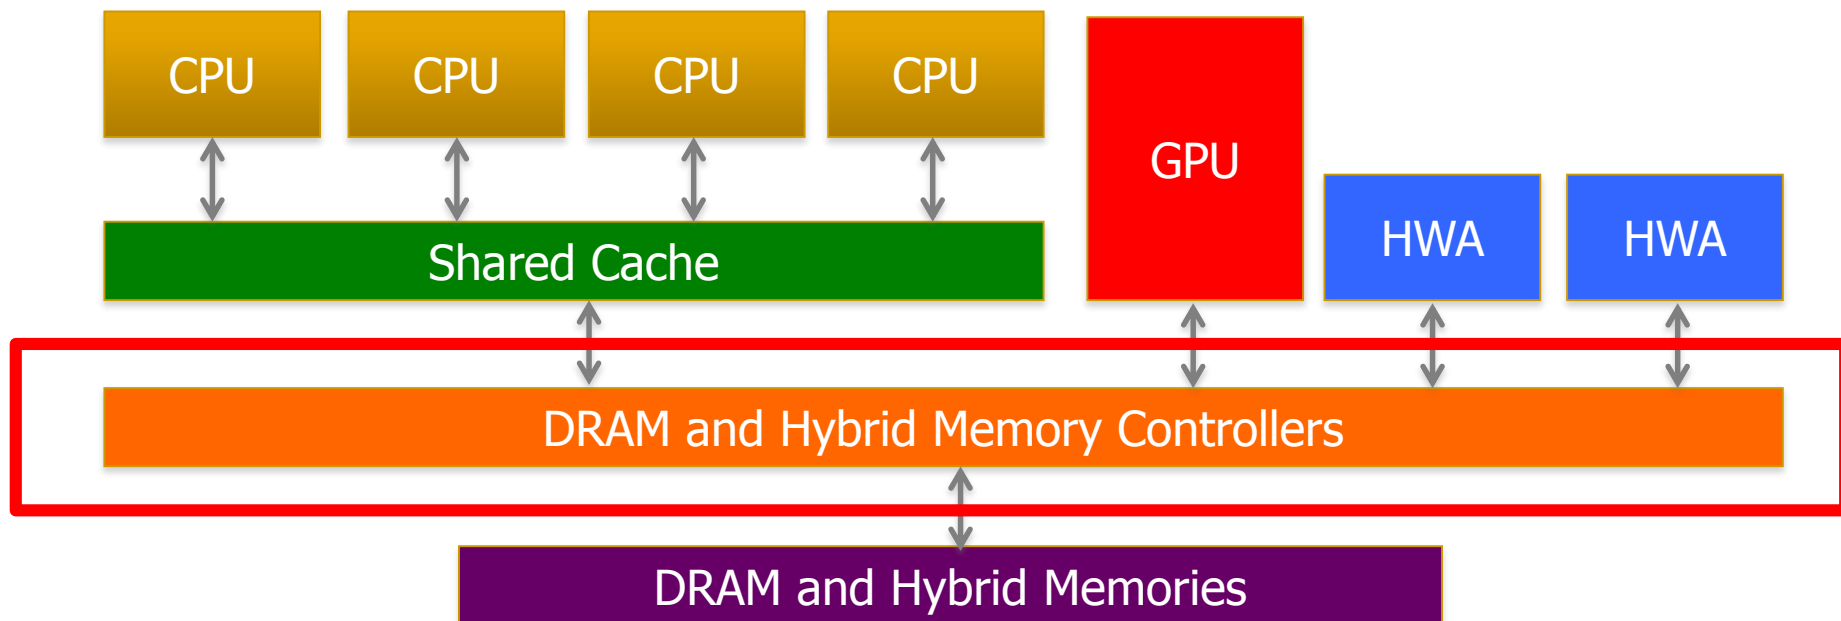 CPU
CPU
CPU
CPU
GPU
HWA
HWA
Shared Cache
DRAM and Hybrid Memory Controllers
DRAM and Hybrid Memories